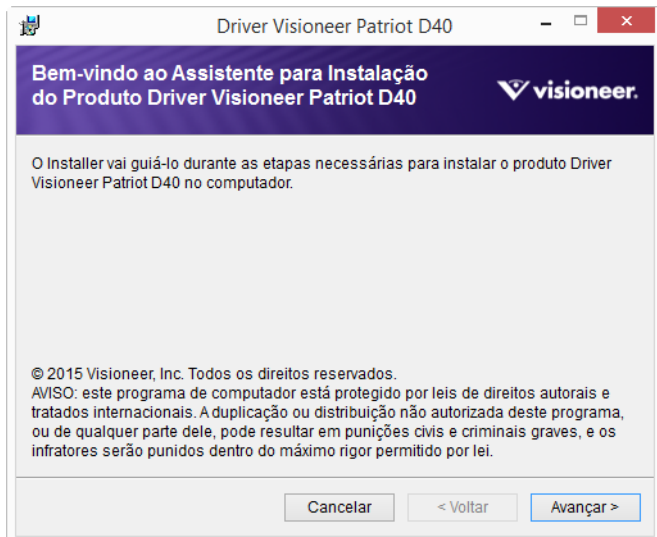 Driver Visioneer Patriot D40
Bem-vindo ao Assistente para Instalação
do Produto Driver Visioneer Patriot D40
visioneer.
O Installer vai guiá-lo durante as etapas necessárias para instalar o produto Driver
Visioneer Patriot D40 no computador.
© 2015 Visioneer, Inc. Todos os direitos reservados.
AVISO: este programa de computador está protegido por leis de direitos autorais e
tratados internacionais. A duplicação ou distribuição não autorizada deste programa,
ou de qualquer parte dele, pode resultar em punições civis e criminais graves, e os
infratores serão punidos dentro do máximo rigor permitido por lei.
Cancelar < Voltar Avançar >